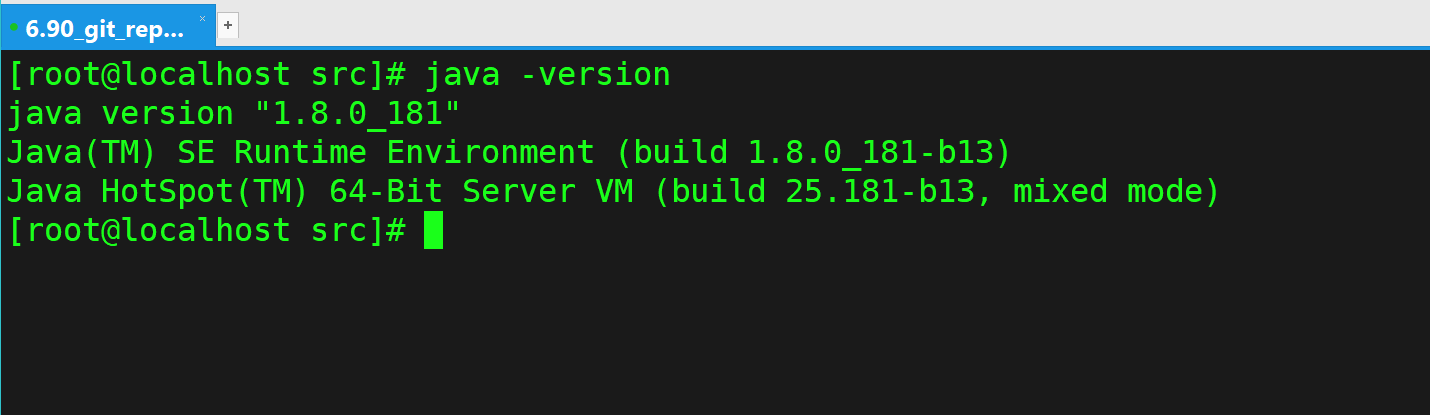 6.90_git_rep...
[root@localhost src]# java -version
java version "1.8.0_181"
Java(TM) SE Runtime Environment (build 1.8.0_181-b13)
Java HotSpot(TM) 64-Bit Server VM (build 25.181-b13, mixed mode)
[root@localhost src]#